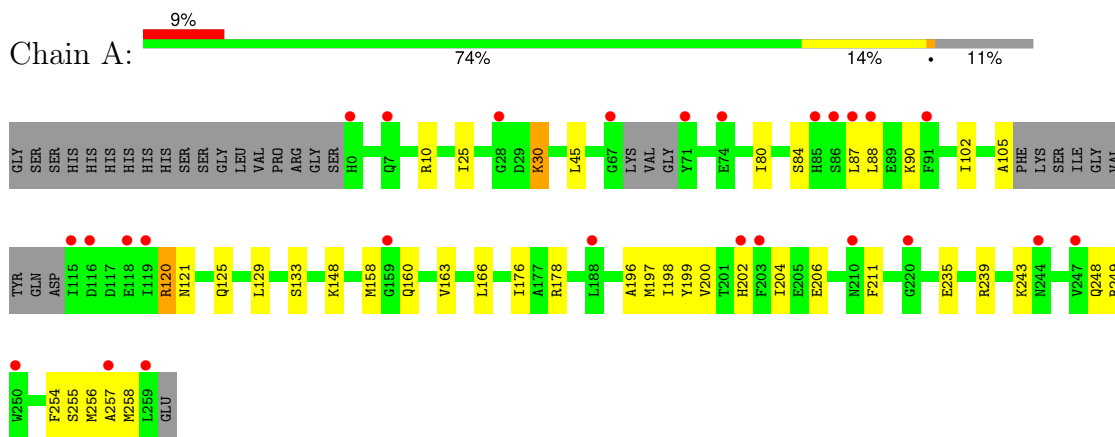 9%
Chain A:
74% 14% • 11%
GLY SER SER HIS HIS HIS HIS HIS HIS SER SER GLY LEU VAL PRO ARG GLY SER H0 Q7 R10 I25 G28 D29 K30 L45 G67 LYS VAL GLY Y71 E74 I80 S84 H85 S86 L87 L88 E89 K90 F91 I102 A105 PHE LYS SER ILE GLY VAL
TYR GLN ASP I115 D116 D117 E118 I119 R120 N121 Q125 L129 S133 K148 M158 G159 Q160 V163 L166 I176 A177 R178 L188 A196 M197 I198 Y199 V200 T201 H202 F203 I204 E205 E206 N210 F211 G220 E235 R239 K243 N244 V247 Q248 R249
W250 F254 S255 M256 A257 M258 L259 GLU